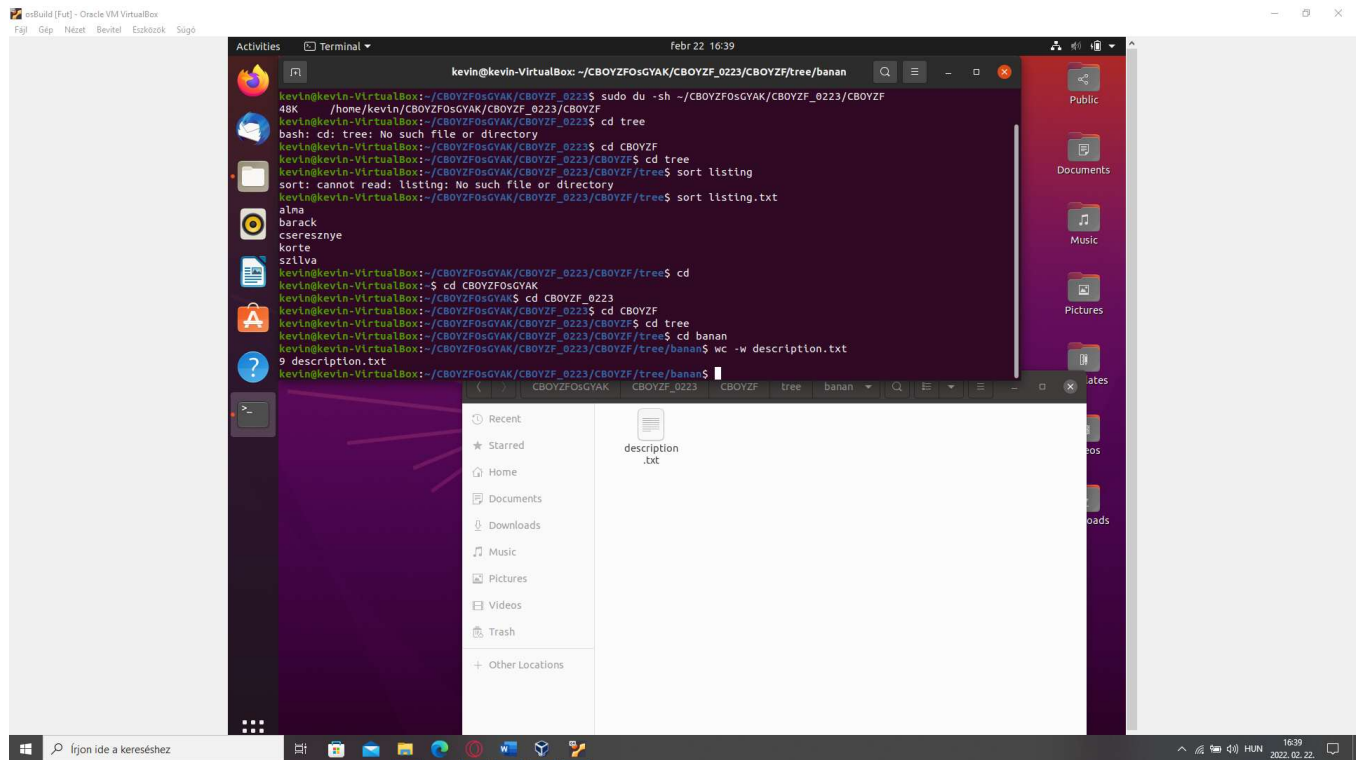 osBuild [Fut] - Oracle VM VirtualBox
Fájl Gép Nézet Bevitel Eszközök Súgó
Activities Terminal febr 22 16:39
kevin@kevin-VirtualBox: ~/CBOYZFOsGYAK/CBOYZF_0223/CBOYZF/tree/banan
kevin@kevin-VirtualBox:~/CBOYZFOsGYAK/CBOYZF_0223$ sudo du -sh ~/CBOYZFOsGYAK/CBOYZF_0223/CBOYZF
48K /home/kevin/CBOYZFOsGYAK/CBOYZF_0223/CBOYZF
kevin@kevin-VirtualBox:~/CBOYZFOsGYAK/CBOYZF_0223$ cd tree
bash: cd: tree: No such file or directory
kevin@kevin-VirtualBox:~/CBOYZFOsGYAK/CBOYZF_0223$ cd CBOYZF
kevin@kevin-VirtualBox:~/CBOYZFOsGYAK/CBOYZF_0223/CBOYZF$ cd tree
kevin@kevin-VirtualBox:~/CBOYZFOsGYAK/CBOYZF_0223/CBOYZF/tree$ sort listing
sort: cannot read: listing: No such file or directory
kevin@kevin-VirtualBox:~/CBOYZFOsGYAK/CBOYZF_0223/CBOYZF/tree$ sort listing.txt
alma
barack
cseresznye
korte
szilva
kevin@kevin-VirtualBox:~/CBOYZFOsGYAK/CBOYZF_0223/CBOYZF/tree$ cd
kevin@kevin-VirtualBox:~$ cd CBOYZFOsGYAK
kevin@kevin-VirtualBox:~/CBOYZFOsGYAK$ cd CBOYZF_0223
kevin@kevin-VirtualBox:~/CBOYZFOsGYAK/CBOYZF_0223$ cd CBOYZF
kevin@kevin-VirtualBox:~/CBOYZFOsGYAK/CBOYZF_0223/CBOYZF$ cd tree
kevin@kevin-VirtualBox:~/CBOYZFOsGYAK/CBOYZF_0223/CBOYZF/tree$ cd banan
kevin@kevin-VirtualBox:~/CBOYZFOsGYAK/CBOYZF_0223/CBOYZF/tree/banan$ wc -w description.txt
9 description.txt
kevin@kevin-VirtualBox:~/CBOYZFOsGYAK/CBOYZF_0223/CBOYZF/tree/banan$
Public
Documents
Music
Pictures
lates
eos
oads
CBOYZFOsGYAK CBOYZF_0223 CBOYZF tree banan
Recent
Starred
Home
Documents
Downloads
Music
Pictures
Videos
Trash
+ Other Locations
description
.txt
Írjon ide a kereséshez
HUN
16:39
2022. 02. 22.